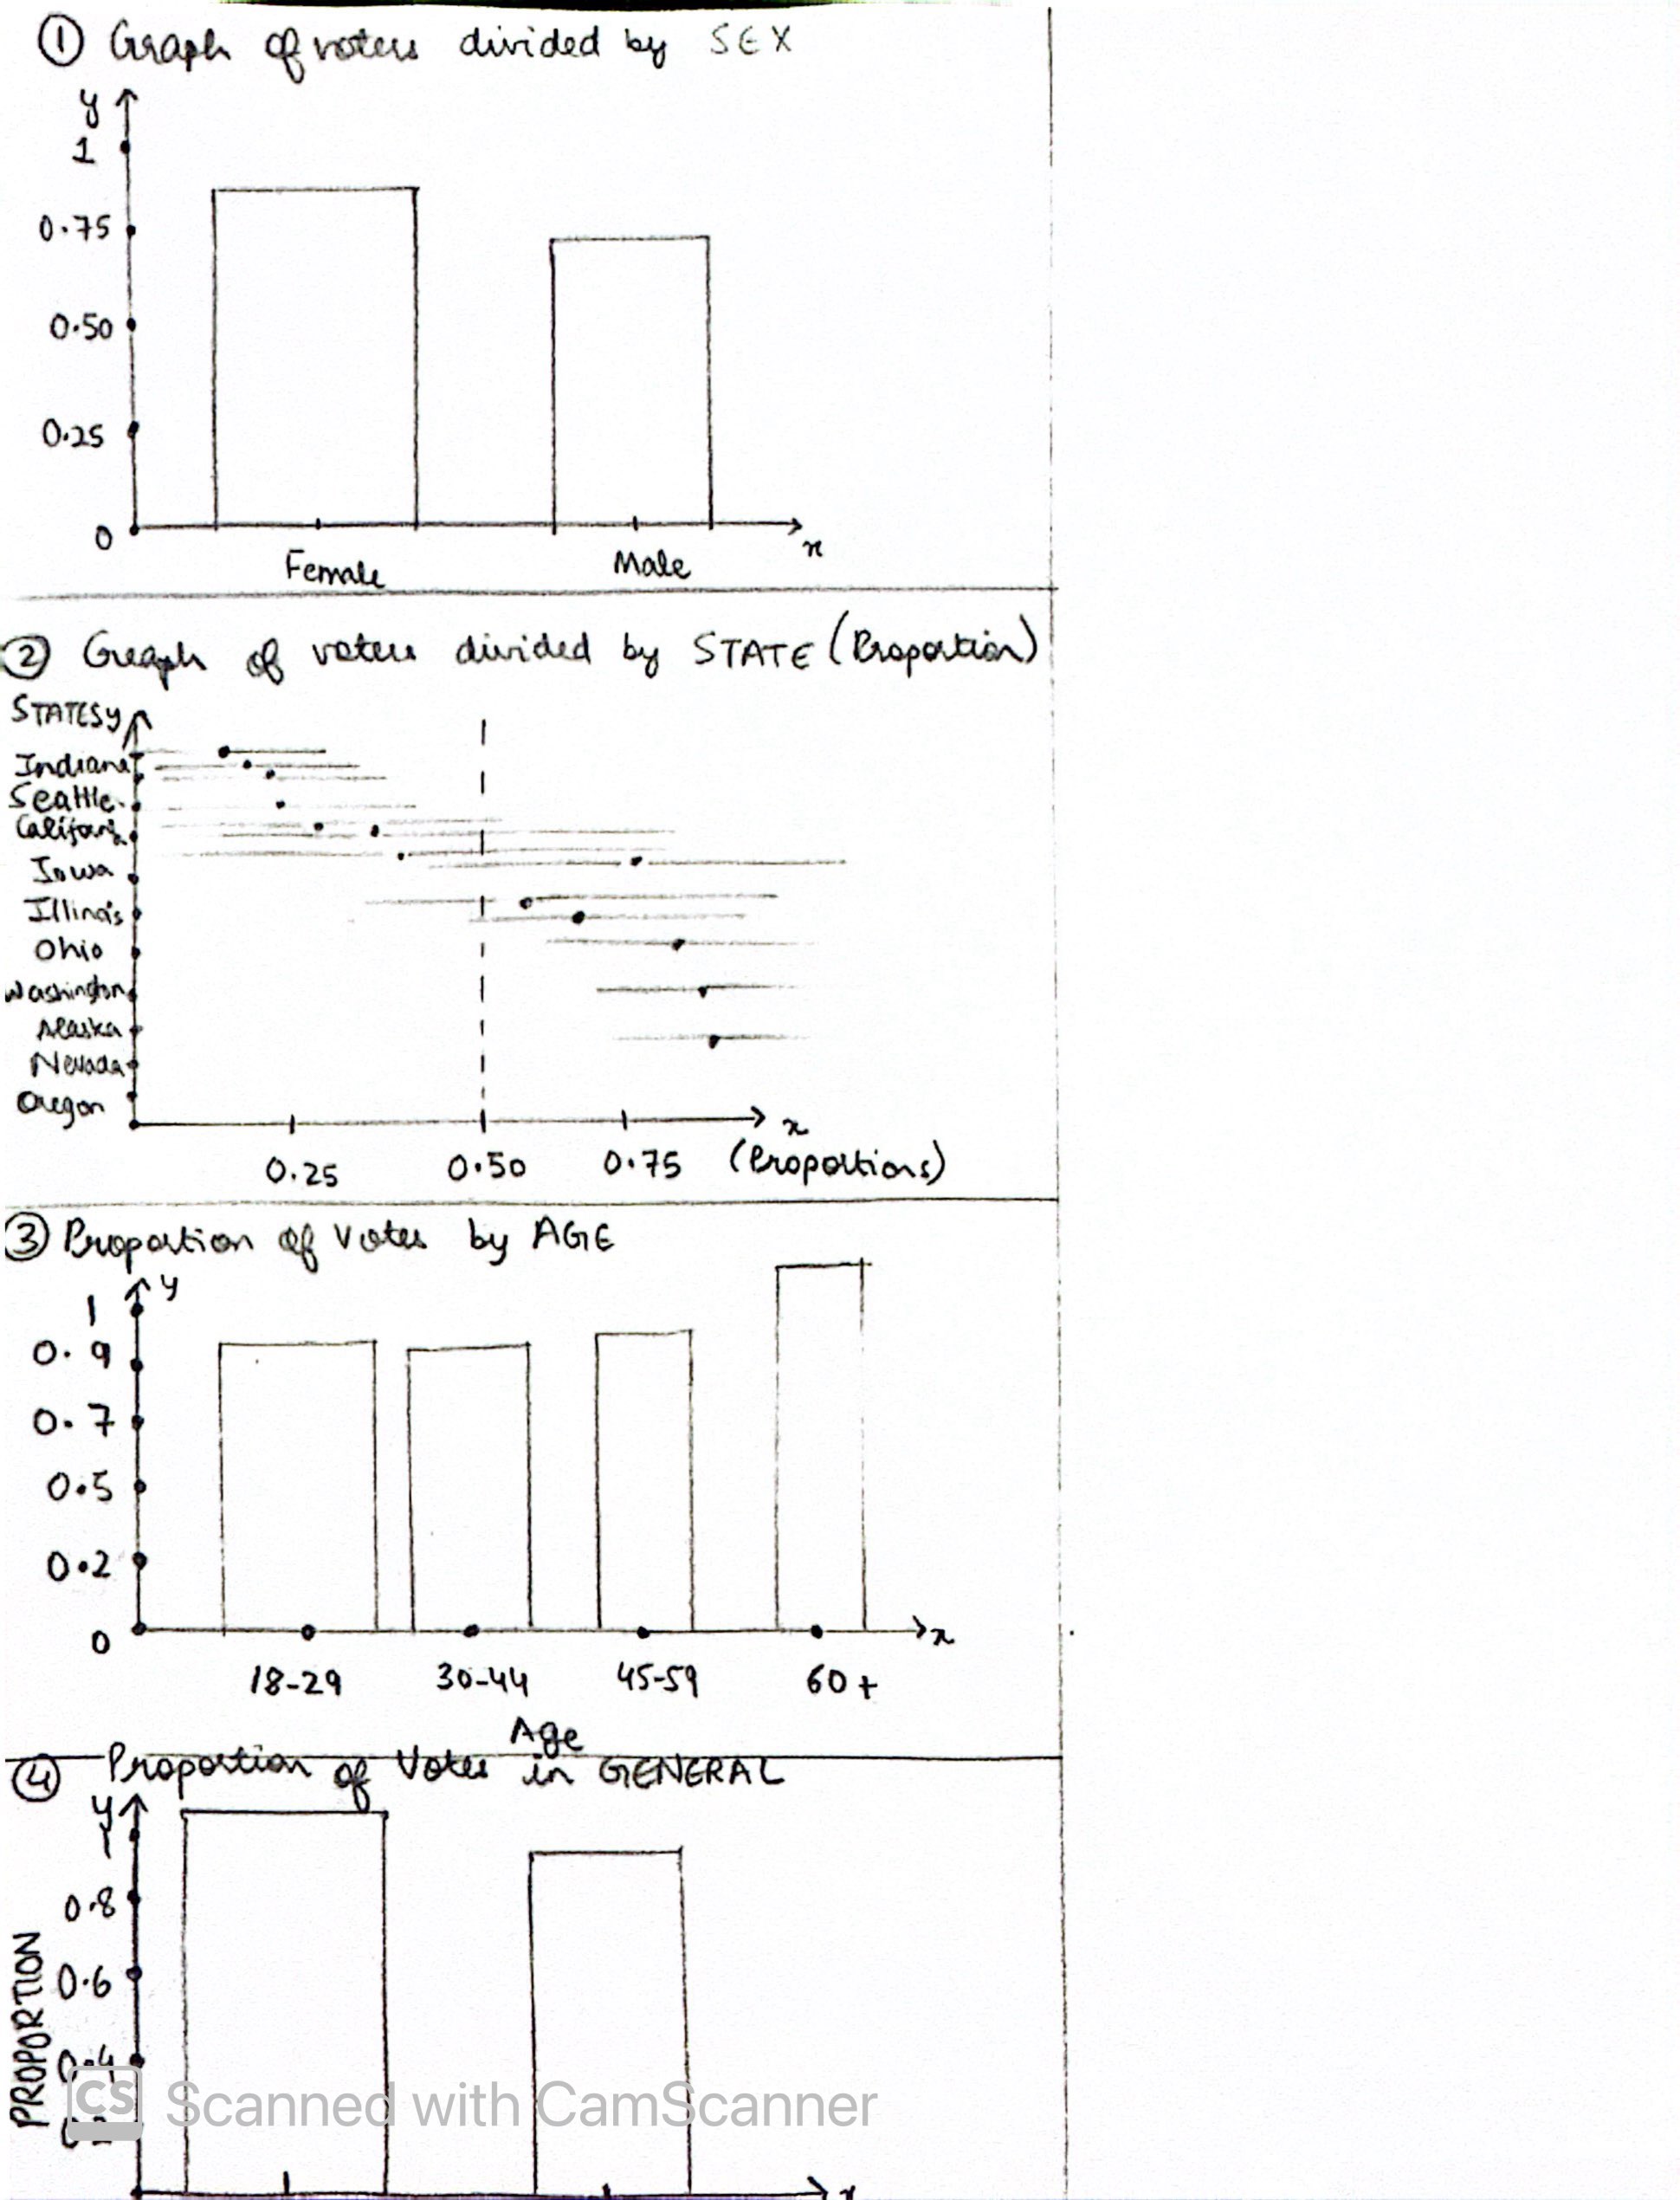 ① Graph of voters divided by SEX
y
1
0.75
0.50
0.25
0
Female Male
x
② Graph of voters divided by STATE (Proportion)
STATES y
Indiana
Seattle
California
Iowa
Illinois
Ohio
Washington
Alaska
Nevada
Oregon
x
0.25 0.50 0.75 (Proportions)
③ Proportion of Votes by AGE
y
1
0.9
0.7
0.5
0.2
0
x
18-29 30-44 45-59 60+
Age
④ Proportion of Votes in GENERAL
y
1
0.8
0.6
0.4
PROPORTION
x
CS Scanned with CamScanner